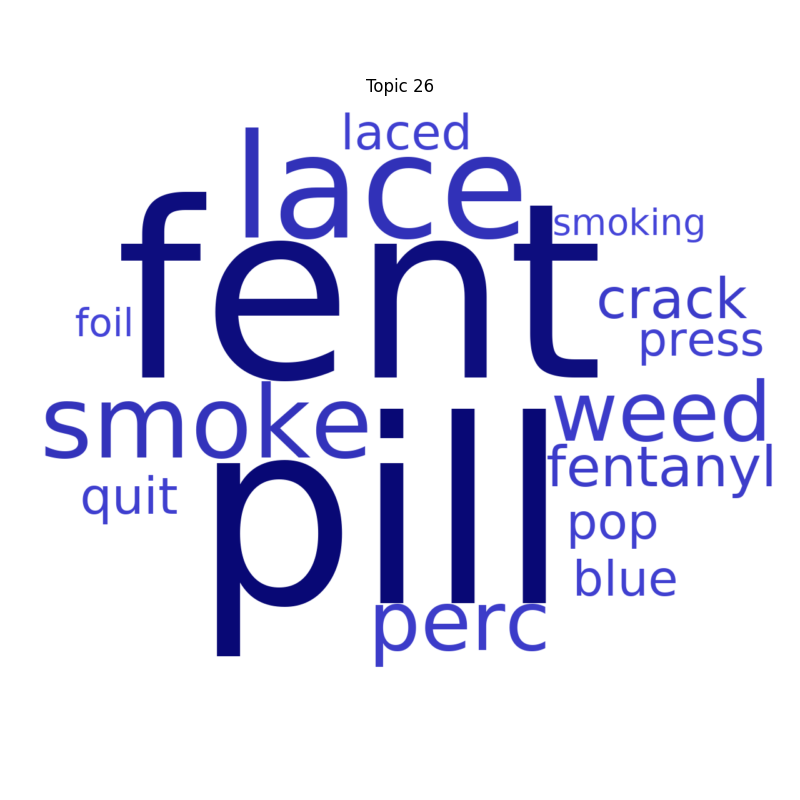 Topic 26
laced
lace
smoking
fent
crack
foil
press
smoke
weed
fentanyl
quit
pill
pop
blue
perc